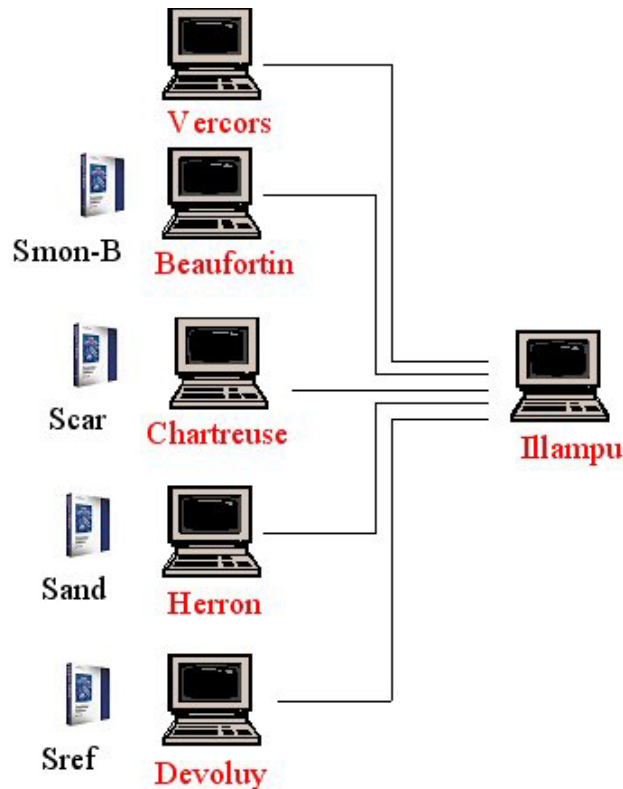 Vercors
Smon-B
Beaufortin
Scar
Chartreuse
Illampu
Sand
Herron
Sref
Devoluy